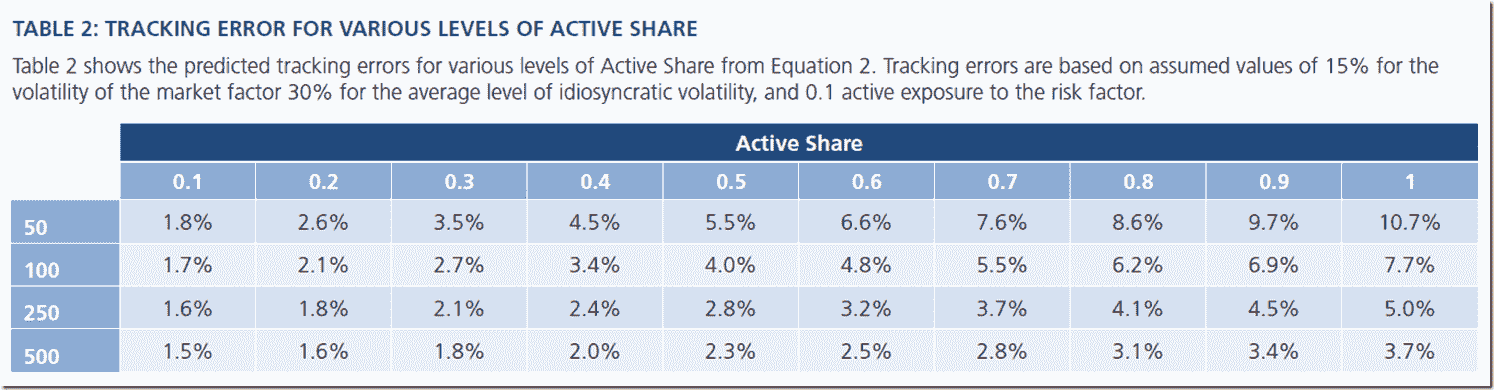 TABLE 2: TRACKING ERROR FOR VARIOUS LEVELS OF ACTIVE SHARE
Table 2 shows the predicted tracking errors for various levels of Active Share from Equation 2. Tracking errors are based on assumed values of 15% for the
volatility of the market factor 30% for the average level of idiosyncratic volatility, and 0.1 active exposure to the risk factor.
Active Share
0.1 0.2 0.3 0.4 0.5 0.6 0.7 0.8 0.9 1
50 1.8% 2.6% 3.5% 4.5% 5.5% 6.6% 7.6% 8.6% 9.7% 10.7%
100 1.7% 2.1% 2.7% 3.4% 4.0% 4.8% 5.5% 6.2% 6.9% 7.7%
250 1.6% 1.8% 2.1% 2.4% 2.8% 3.2% 3.7% 4.1% 4.5% 5.0%
500 1.5% 1.6% 1.8% 2.0% 2.3% 2.5% 2.8% 3.1% 3.4% 3.7%